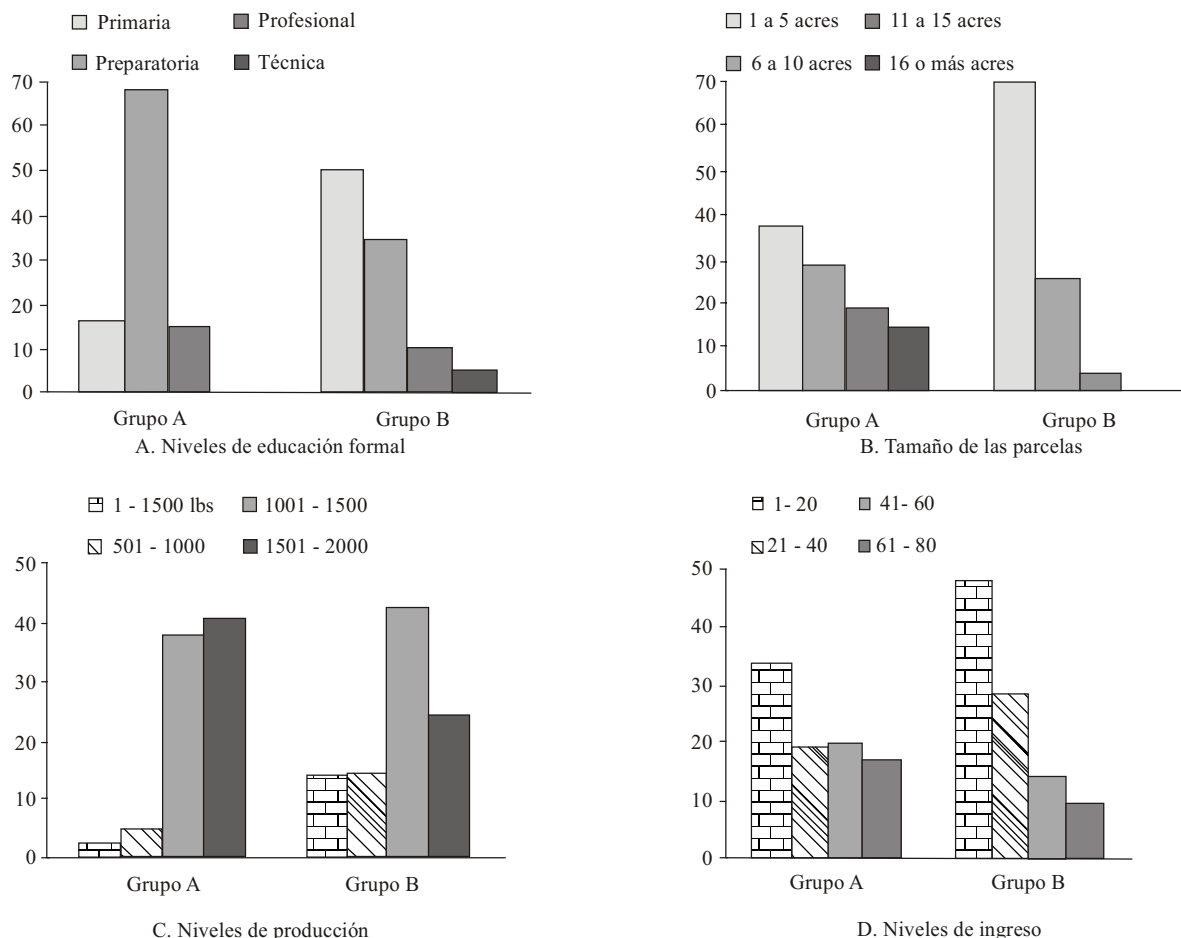 Primaria
Profesional
Preparatoria
Técnica
70
60
50
40
30
20
10
0
Grupo A
Grupo B
A. Niveles de educación formal
1 a 5 acres
11 a 15 acres
6 a 10 acres
16 o más acres
70
60
50
40
30
20
10
0
Grupo A
Grupo B
B. Tamaño de las parcelas
1 - 1500 lbs
1001 - 1500
501 - 1000
1501 - 2000
50
40
30
20
10
0
Grupo A
Grupo B
C. Niveles de producción
1- 20
41- 60
21 - 40
61 - 80
50
40
30
20
10
0
Grupo A
Grupo B
D. Niveles de ingreso